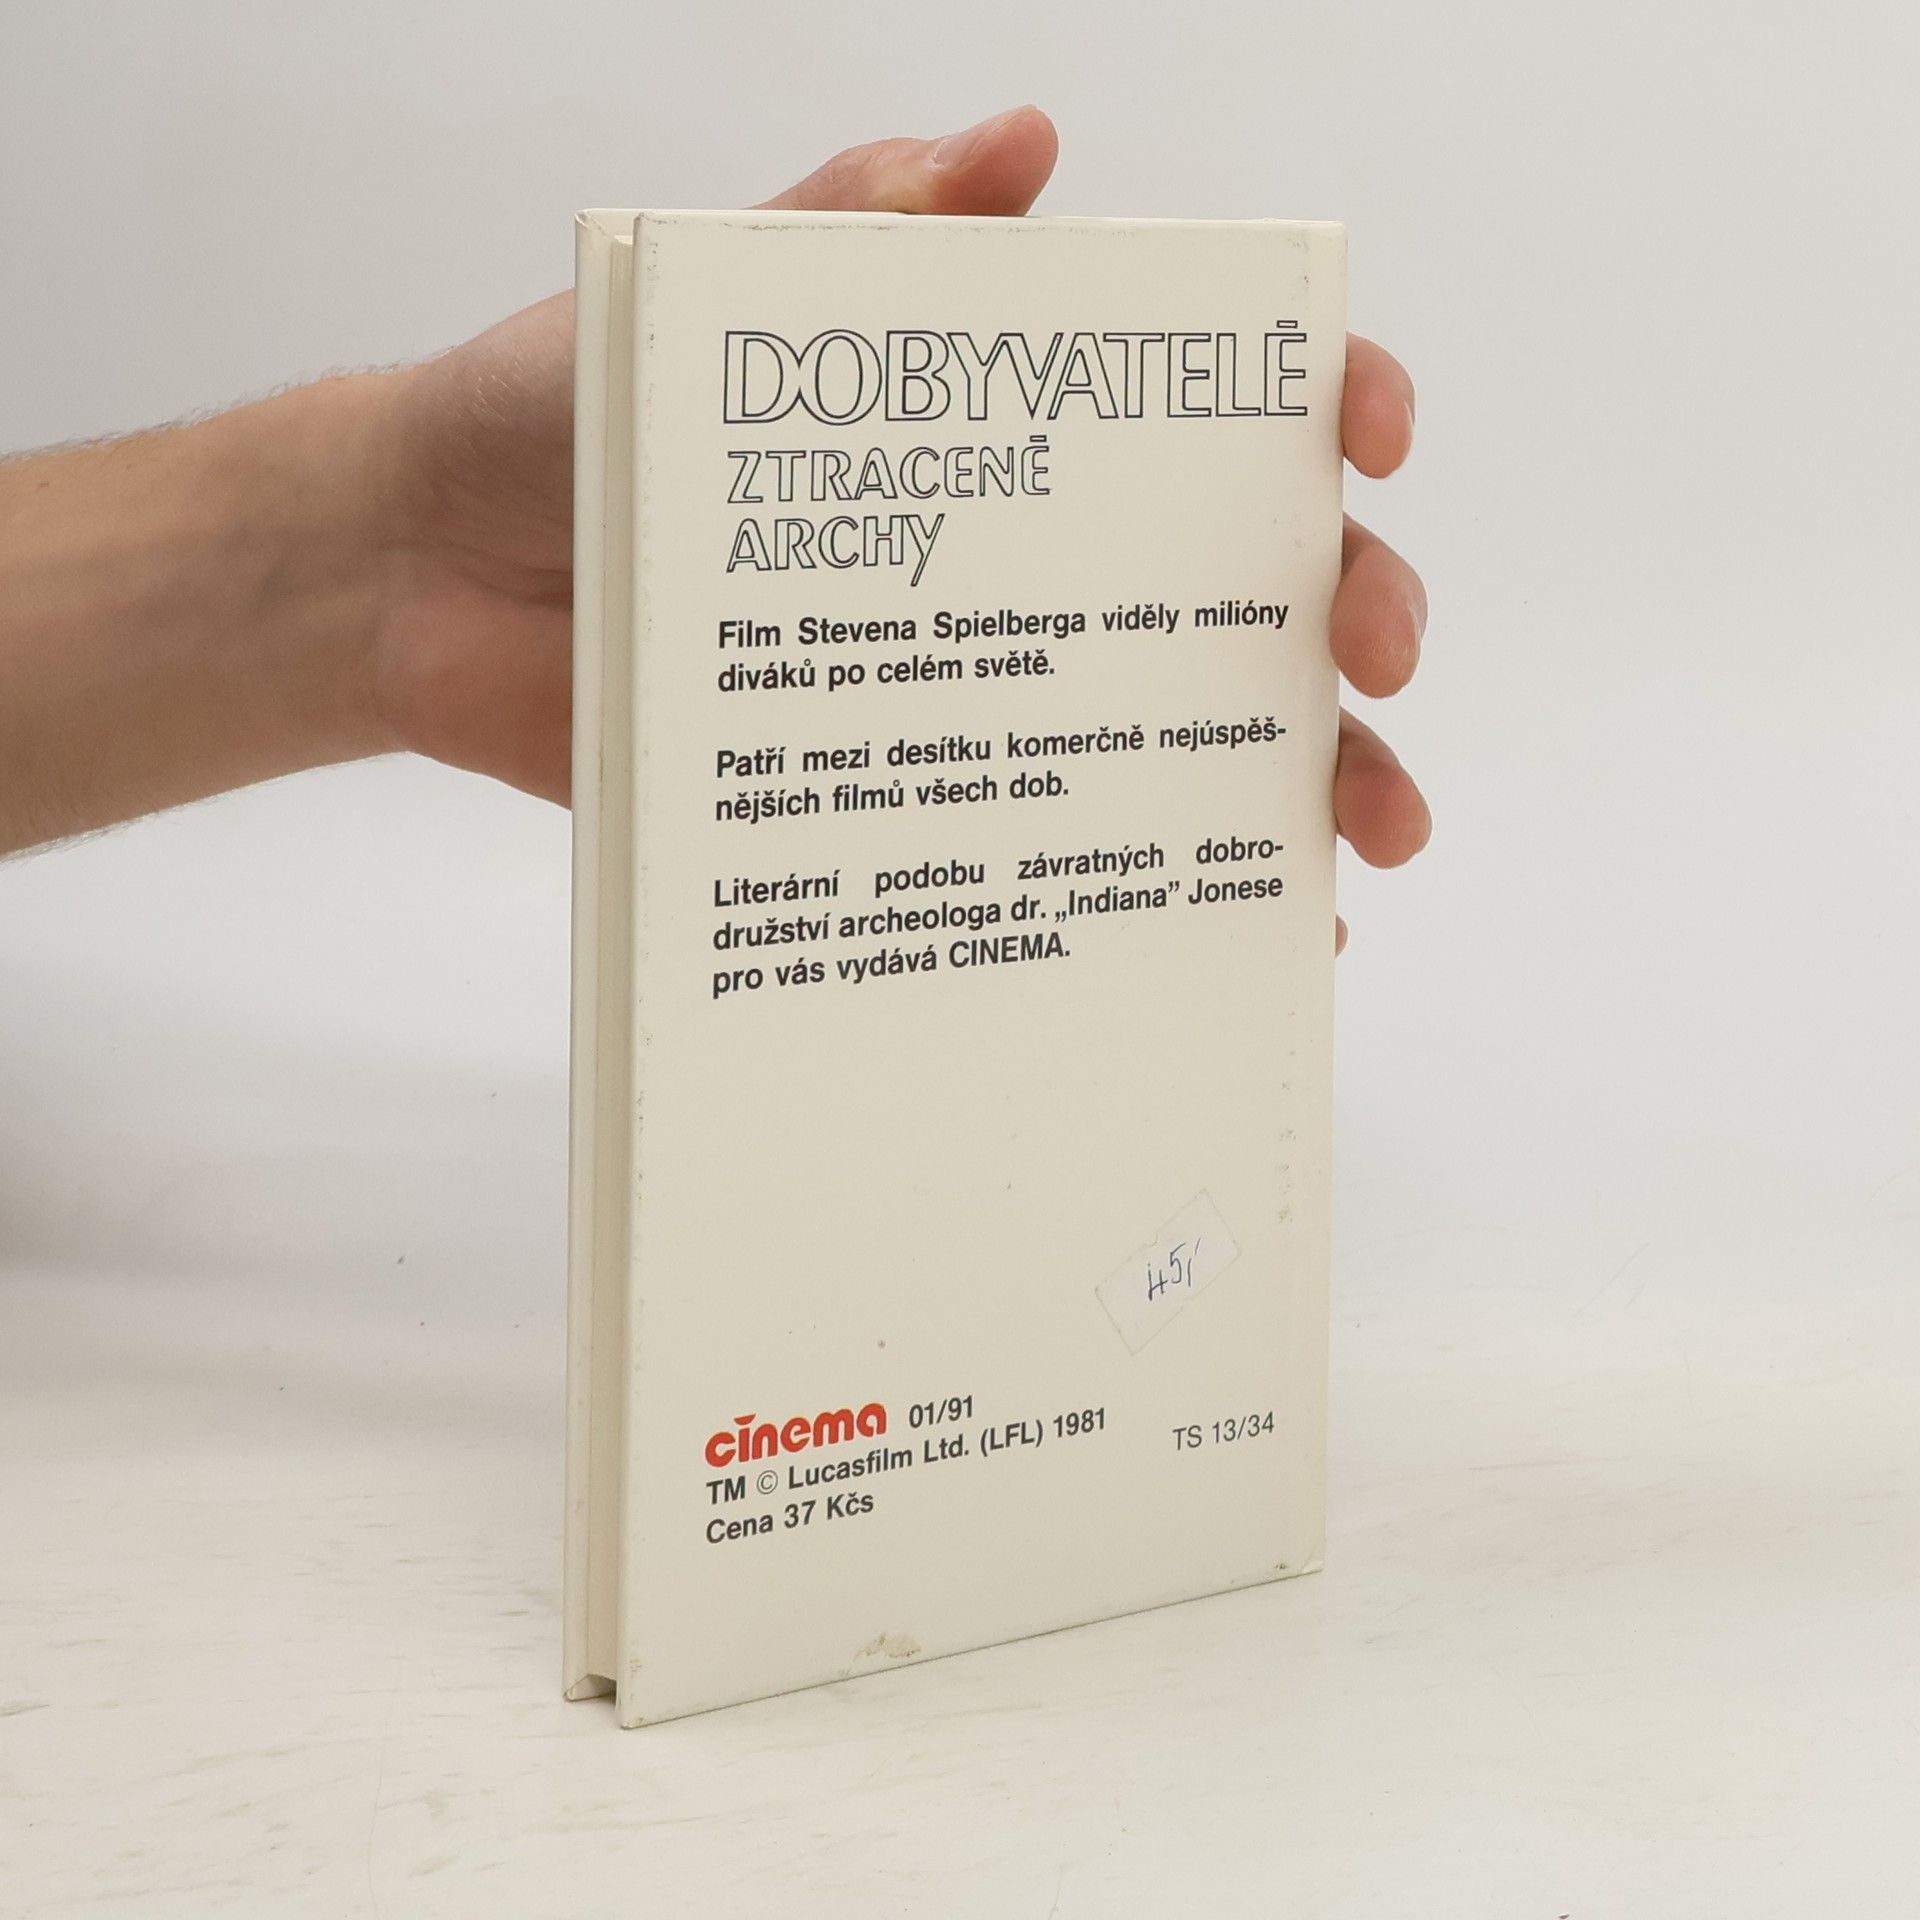 DOBYVATELÉ
ZTRACENÉ
ARCHY
Film Stevena Spielberga viděly milióny
diváků po celém světě.
Patří mezi desítku komerčně nejúspěš-
nějších filmů všech dob.
Literární podobu závratných dobro-
družství archeologa dr. „Indiana” Jonese
pro vás vydává CINEMA.
45,
cinema 01/91
TM © Lucasfilm Ltd. (LFL) 1981
TS 13/34
Cena 37 Kčs